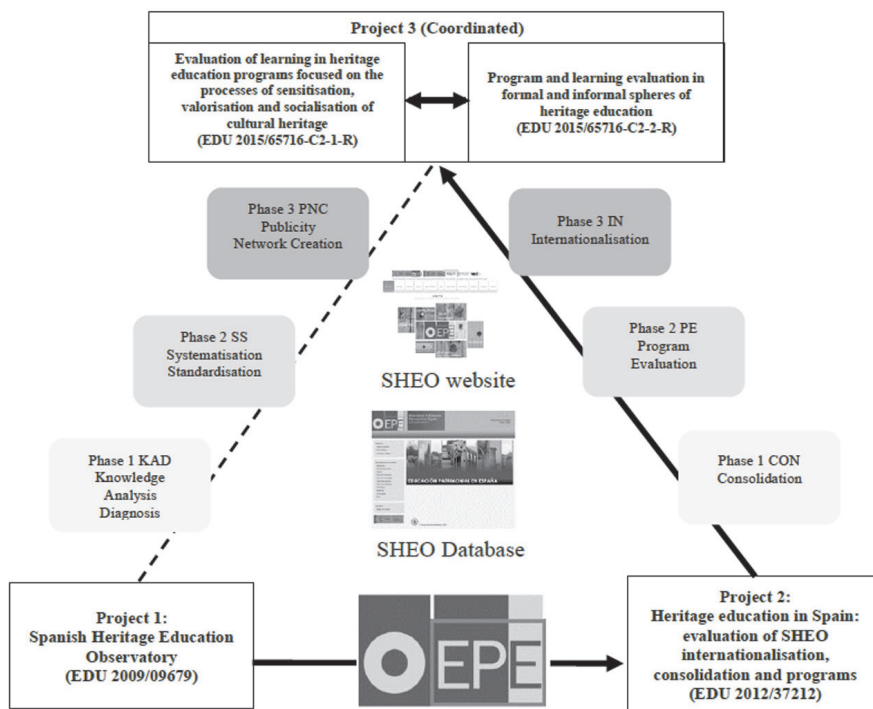 Project 3 (Coordinated)
Evaluation of learning in heritage
education programs focused on the
processes of sensitisation,
valorisation and socialisation of
cultural heritage
(EDU 2015/65716-C2-1-R)
Program and learning evaluation in
formal and informal spheres of
heritage education
(EDU 2015/65716-C2-2-R)
Phase 3 PNC
Publicity
Network Creation
Phase 3 IN
Internationalisation
Phase 2 SS
Systematisation
Standardisation
Phase 2 PE
Program
Evaluation
OEPE
SHEO website
Phase 1 KAD
Knowledge
Analysis
Diagnosis
Phase 1 CON
Consolidation
OEPE
EDUCACIÓN PATRIMONIAL EN ESPAÑA
SHEO Database
Project 1:
Spanish Heritage Education
Observatory
(EDU 2009/09679)
OEPE
Project 2:
Heritage education in Spain:
evaluation of SHEO
internationalisation,
consolidation and programs
(EDU 2012/37212)